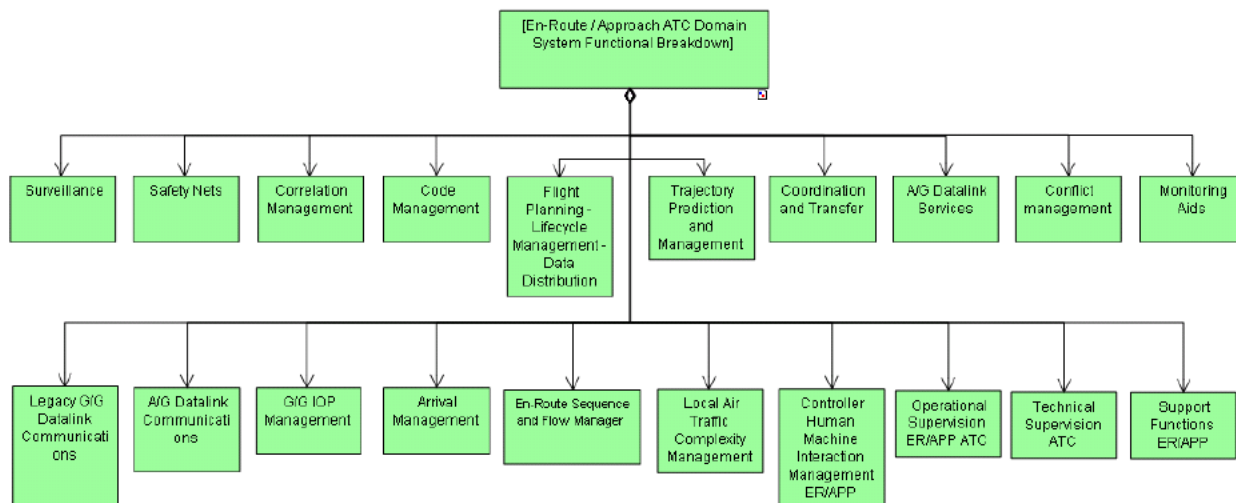 [En-Route / Approach ATC Domain
System Functional Breakdown]
Surveillance
Safety Nets
Correlation
Management
Code
Management
Flight
Planning -
Lifecycle
Management -
Data
Distribution
Trajectory
Prediction
and
Management
Coordination
and Transfer
A/G Datalink
Services
Conflict
management
Monitoring
Aids
Legacy G/G
Datalink
Communicati
ons
A/G Datalink
Communicati
ons
G/G IOP
Management
Arrival
Management
En-Route Sequence
and Flow Manager
Local Air
Traffic
Complexity
Management
Controller
Human
Machine
Interaction
Management
ER/APP
Operational
Supervision
ER/APP ATC
Technical
Supervision
ATC
Support
Functions
ER/APP